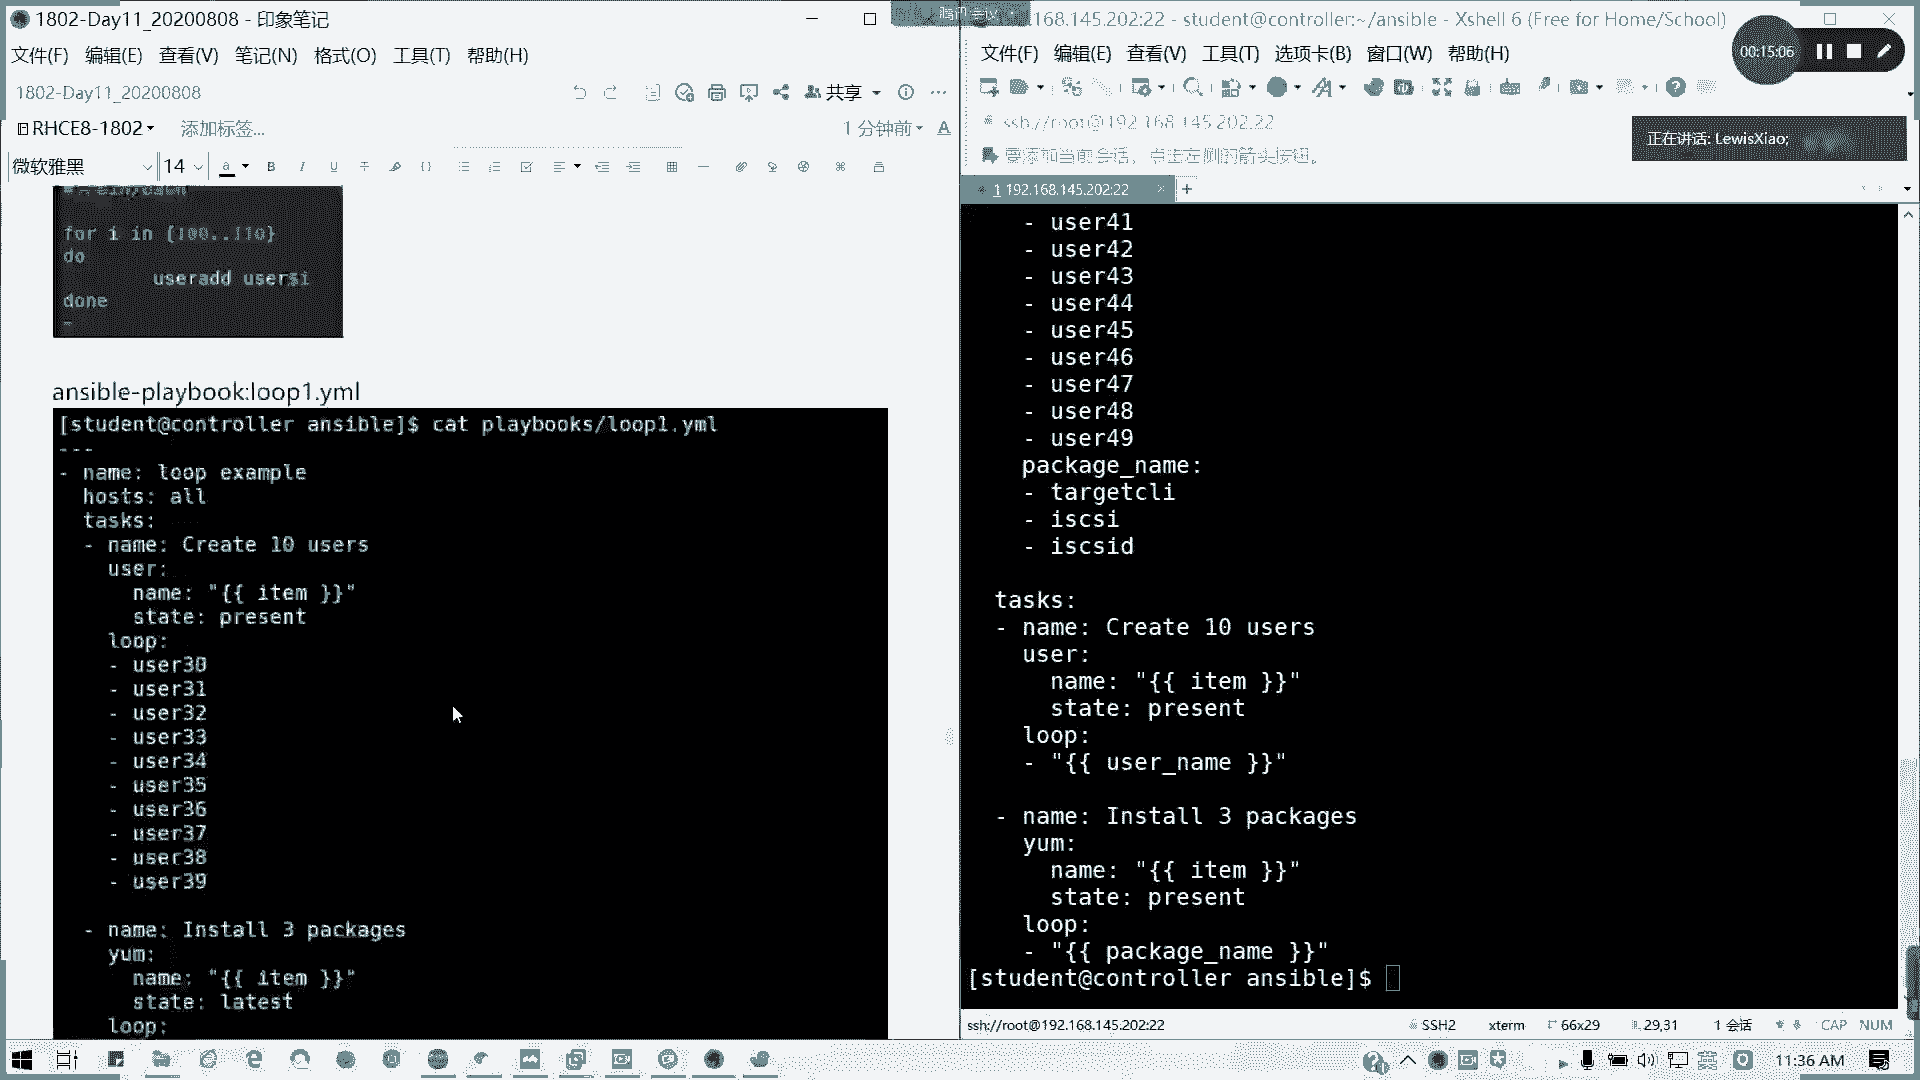 1802-Day11_20200808 - 印象笔记
文件(F) 编辑(E) 查看(V) 笔记(N) 格式(O) 工具(T) 帮助(H)
1802-Day11_20200808
共享
RHCE8-1802
添加标签...
1 分钟前
微软雅黑
14
for i in {100..110}
do
useradd user$i
done
ansible-playbook:loop1.yml
[student@controller ansible]$ cat playbooks/loop1.yml
---
- name: loop example
hosts: all
tasks:
- name: Create 10 users
user:
name: "{{ item }}"
state: present
loop:
- user30
- user31
- user32
- user33
- user34
- user35
- user36
- user37
- user38
- user39
- name: Install 3 packages
yum:
name: "{{ item }}"
state: latest
loop:
腾讯会议
.168.145.202:22 - student@controller:~/ansible - Xshell 6 (Free for Home/School)
00:15:06
文件(F) 编辑(E) 查看(V) 工具(T) 选项卡(B) 窗口(W) 帮助(H)
ssh://root@192.168.145.202:22
要添加当前会话，点击左侧的箭头按钮。
正在讲话: LewisXiao;
1 192.168.145.202:22
- user41
- user42
- user43
- user44
- user45
- user46
- user47
- user48
- user49
package_name:
- targetcli
- iscsi
- iscsid
tasks:
- name: Create 10 users
user:
name: "{{ item }}"
state: present
loop:
- "{{ user_name }}"
- name: Install 3 packages
yum:
name: "{{ item }}"
state: present
loop:
- "{{ package_name }}"
[student@controller ansible]$
ssh://root@192.168.145.202:22
SSH2
xterm
66x29
29,31
1 会话
CAP NUM
11:36 AM